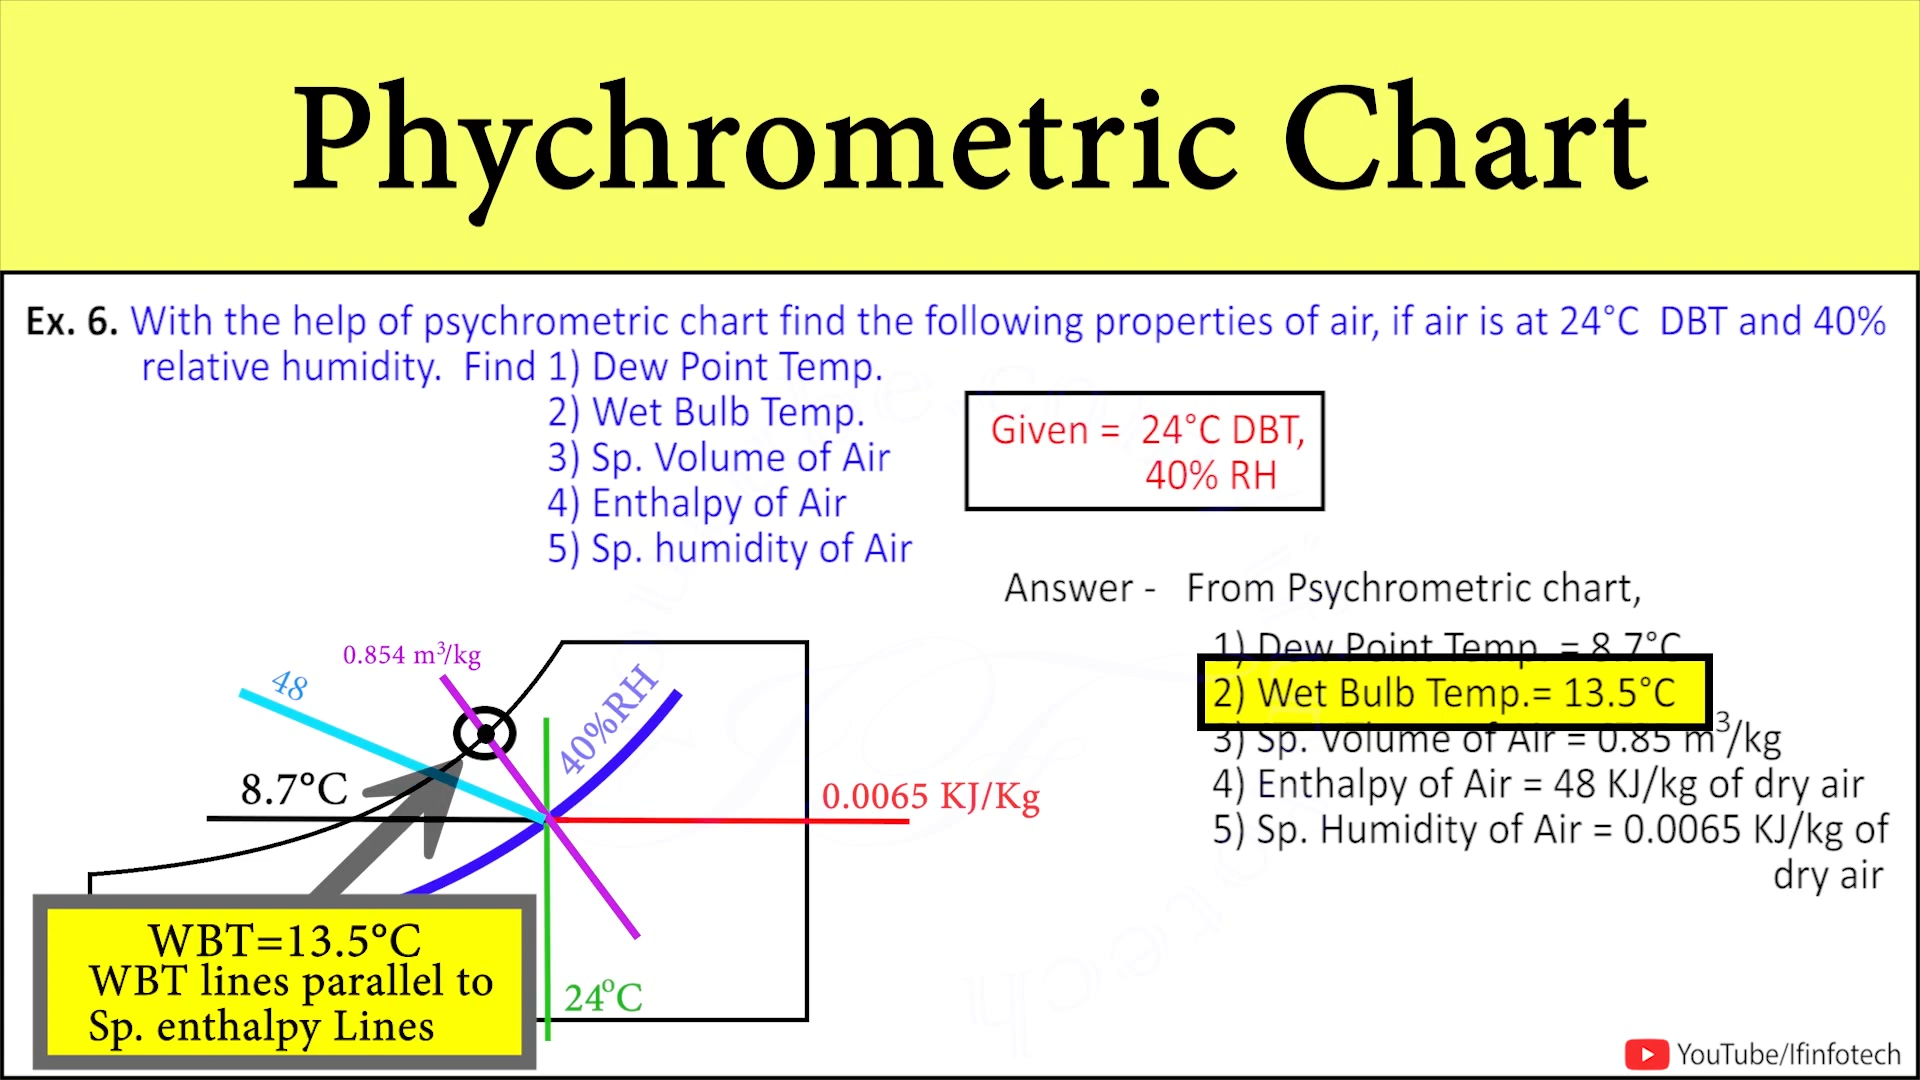 Phychrometric Chart
Ex. 6. With the help of psychrometric chart find the following properties of air, if air is at 24°C DBT and 40%
relative humidity. Find 1) Dew Point Temp.
2) Wet Bulb Temp.
3) Sp. Volume of Air
4) Enthalpy of Air
5) Sp. humidity of Air
Given = 24°C DBT,
40% RH
Answer - From Psychrometric chart,
1) Dew Point Temp. = 8.7°C
2) Wet Bulb Temp.= 13.5°C
3) Sp. Volume of Air = 0.85 m³/kg
4) Enthalpy of Air = 48 KJ/kg of dry air
5) Sp. Humidity of Air = 0.0065 KJ/kg of
dry air
0.854 m³/kg
48
40%RH
8.7°C
0.0065 KJ/Kg
24°C
WBT=13.5°C
WBT lines parallel to
Sp. enthalpy Lines
YouTube/lfinfotech